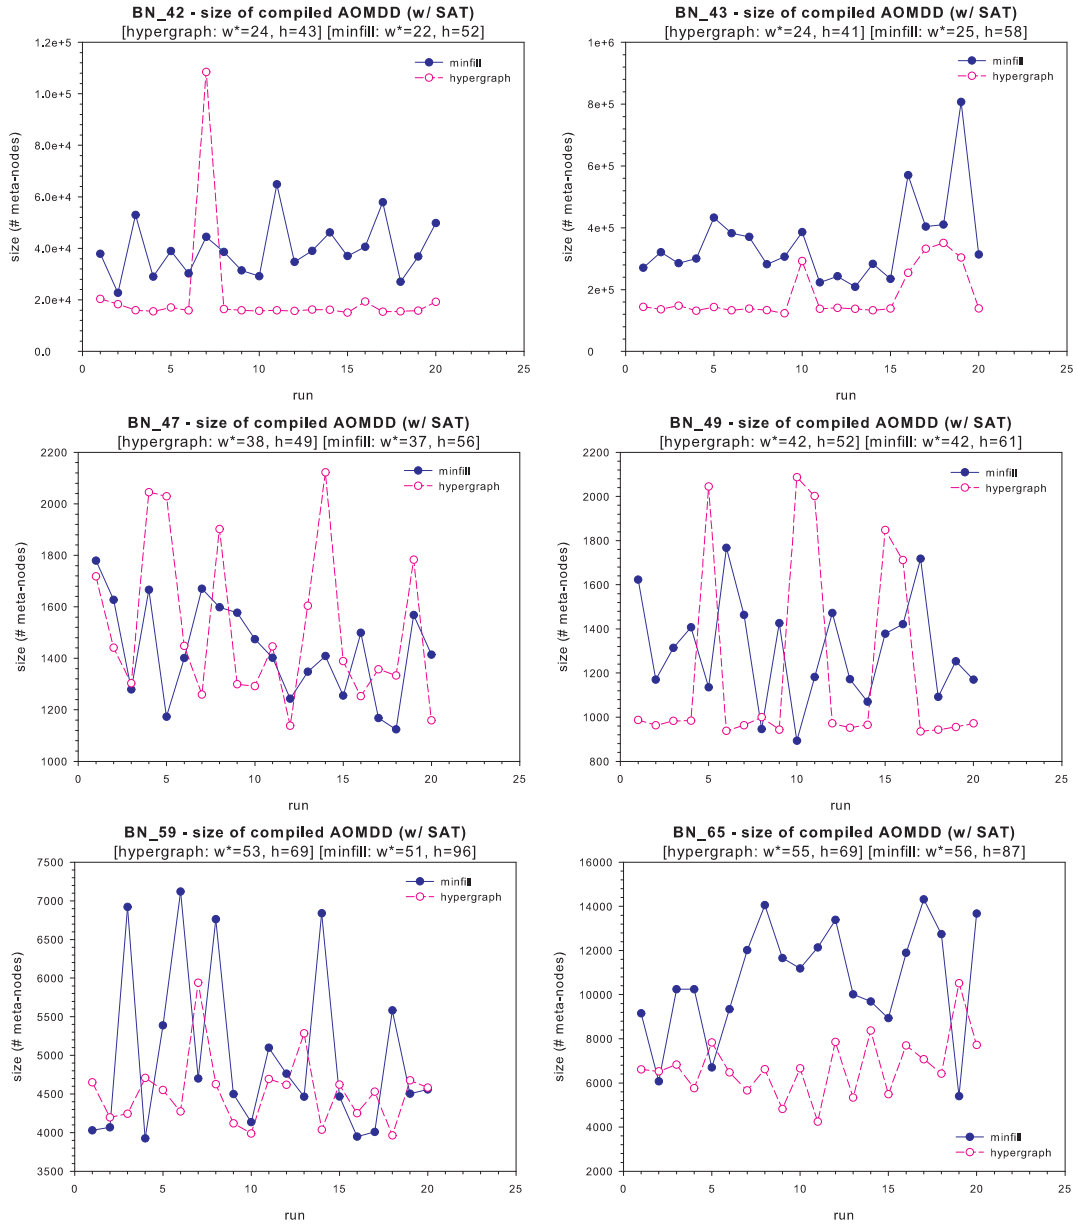 BN_42 - size of compiled AOMDD (w/ SAT)
[hypergraph: w*=24, h=43] [minfill: w*=22, h=52]
size (# meta-nodes)
1.2e+5
1.0e+5
8.0e+4
6.0e+4
4.0e+4
2.0e+4
0.0
0 5 10 15 20 25
run
minfill
hypergraph
BN_43 - size of compiled AOMDD (w/ SAT)
[hypergraph: w*=24, h=41] [minfill: w*=25, h=58]
size (# meta-nodes)
1e+6
8e+5
6e+5
4e+5
2e+5
0
0 5 10 15 20 25
run
minfill
hypergraph
BN_47 - size of compiled AOMDD (w/ SAT)
[hypergraph: w*=38, h=49] [minfill: w*=37, h=56]
size (# meta-nodes)
2200
2000
1800
1600
1400
1200
1000
0 5 10 15 20 25
run
minfill
hypergraph
BN_49 - size of compiled AOMDD (w/ SAT)
[hypergraph: w*=42, h=52] [minfill: w*=42, h=61]
size (# meta-nodes)
2200
2000
1800
1600
1400
1200
1000
800
0 5 10 15 20 25
run
minfill
hypergraph
BN_59 - size of compiled AOMDD (w/ SAT)
[hypergraph: w*=53, h=69] [minfill: w*=51, h=96]
size (# meta-nodes)
7500
7000
6500
6000
5500
5000
4500
4000
3500
0 5 10 15 20 25
run
minfill
hypergraph
BN_65 - size of compiled AOMDD (w/ SAT)
[hypergraph: w*=55, h=69] [minfill: w*=56, h=87]
size (# meta-nodes)
16000
14000
12000
10000
8000
6000
4000
2000
0 5 10 15 20 25
run
minfill
hypergraph